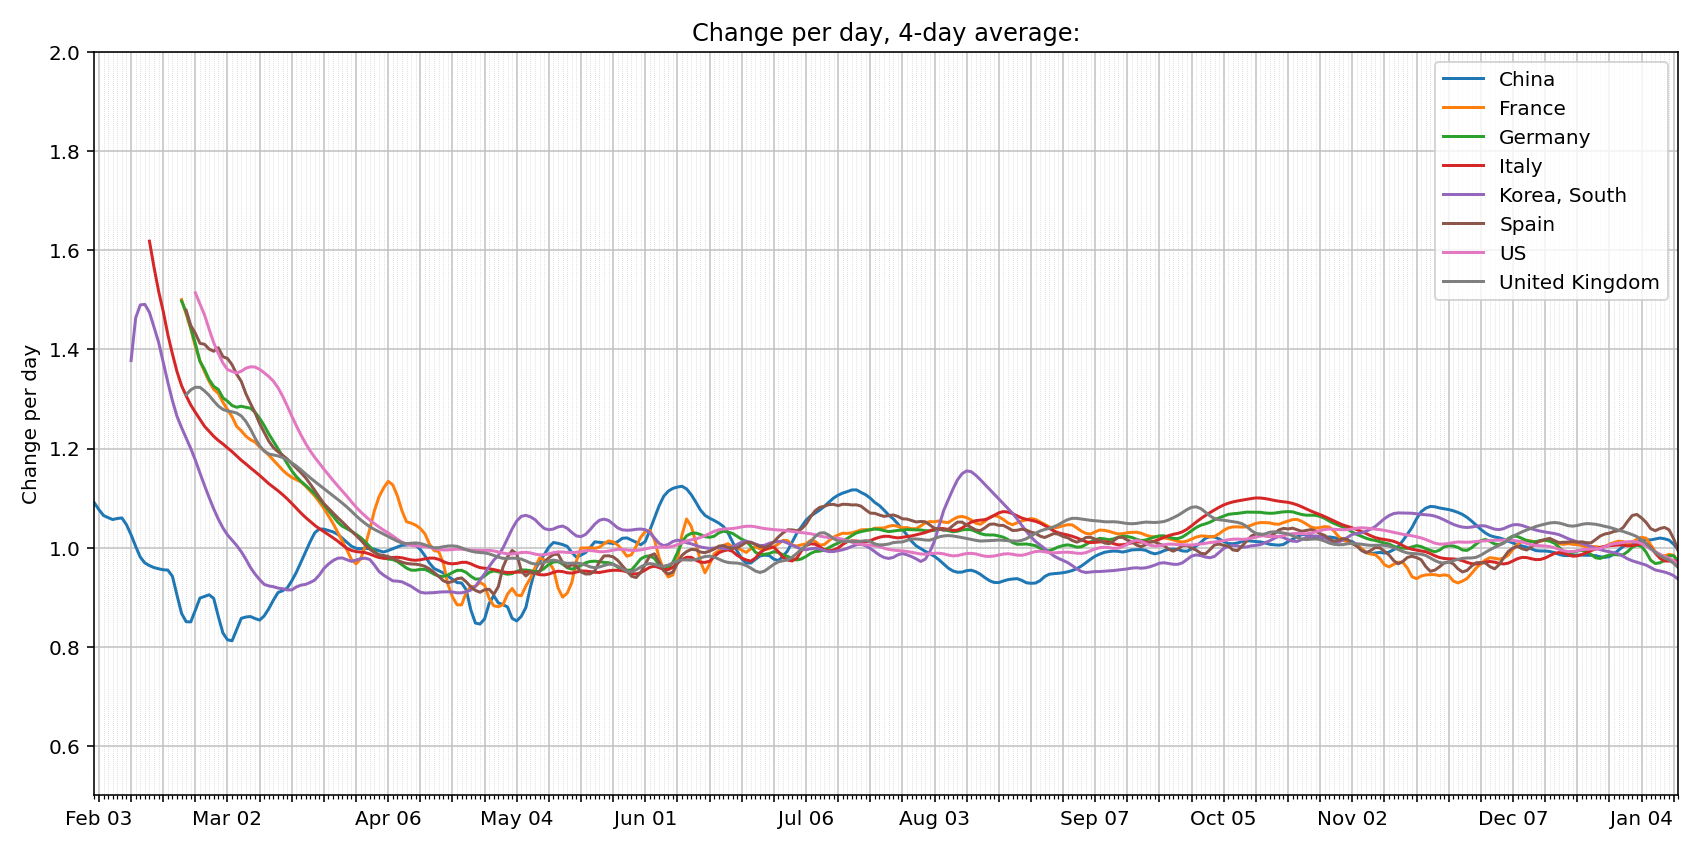 Change per day, 4-day average:
Change per day
2.0
1.8
1.6
1.4
1.2
1.0
0.8
0.6
China
France
Germany
Italy
Korea, South
Spain
US
United Kingdom
Feb 03 Mar 02 Apr 06 May 04 Jun 01 Jul 06 Aug 03 Sep 07 Oct 05 Nov 02 Dec 07 Jan 04